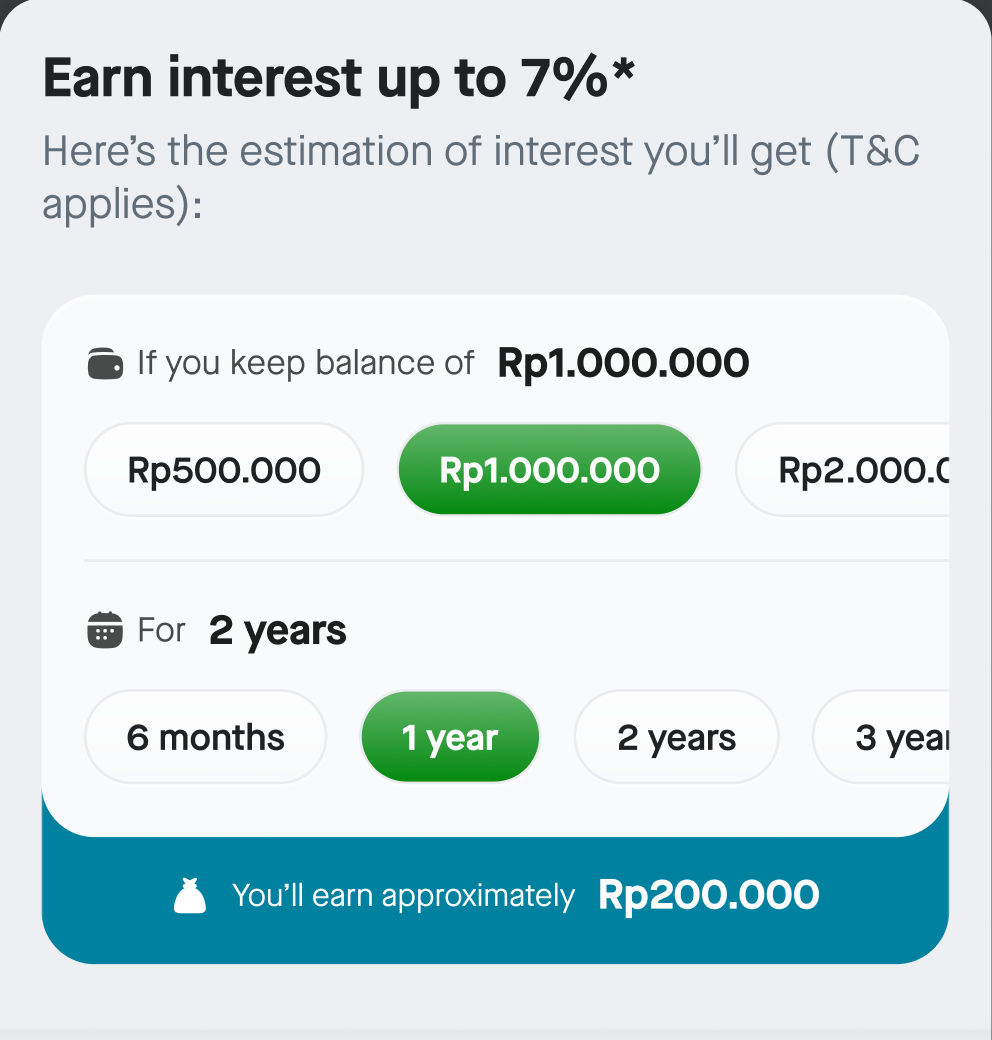 Earn interest up to 7%*
Here's the estimation of interest you'll get (T&C
applies):
If you keep balance of Rp1.000.000
Rp500.000 Rp1.000.000 Rp2.000.0
For 2 years
6 months 1 year 2 years 3 year
You'll earn approximately Rp200.000